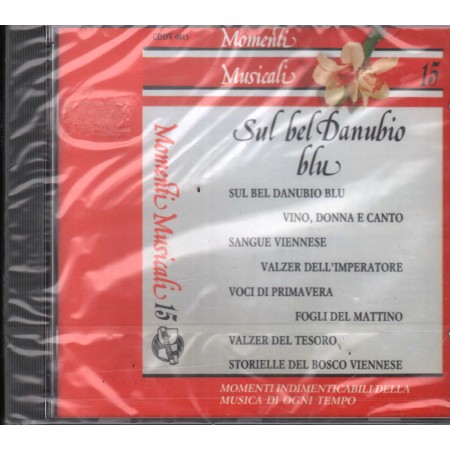 CDDV 6615
Momenti
Musicali
15
Sul bel Danubio
blu
SUL BEL DANUBIO BLU
VINO, DONNA E CANTO
SANGUE VIENNESE
VALZER DELL'IMPERATORE
VOCI DI PRIMAVERA
FOGLI DEL MATTINO
VALZER DEL TESORO
STORIELLE DEL BOSCO VIENNESE
MOMENTI INDIMENTICABILI DELLA
MUSICA DI OGNI TEMPO
Momenti Musicali 15